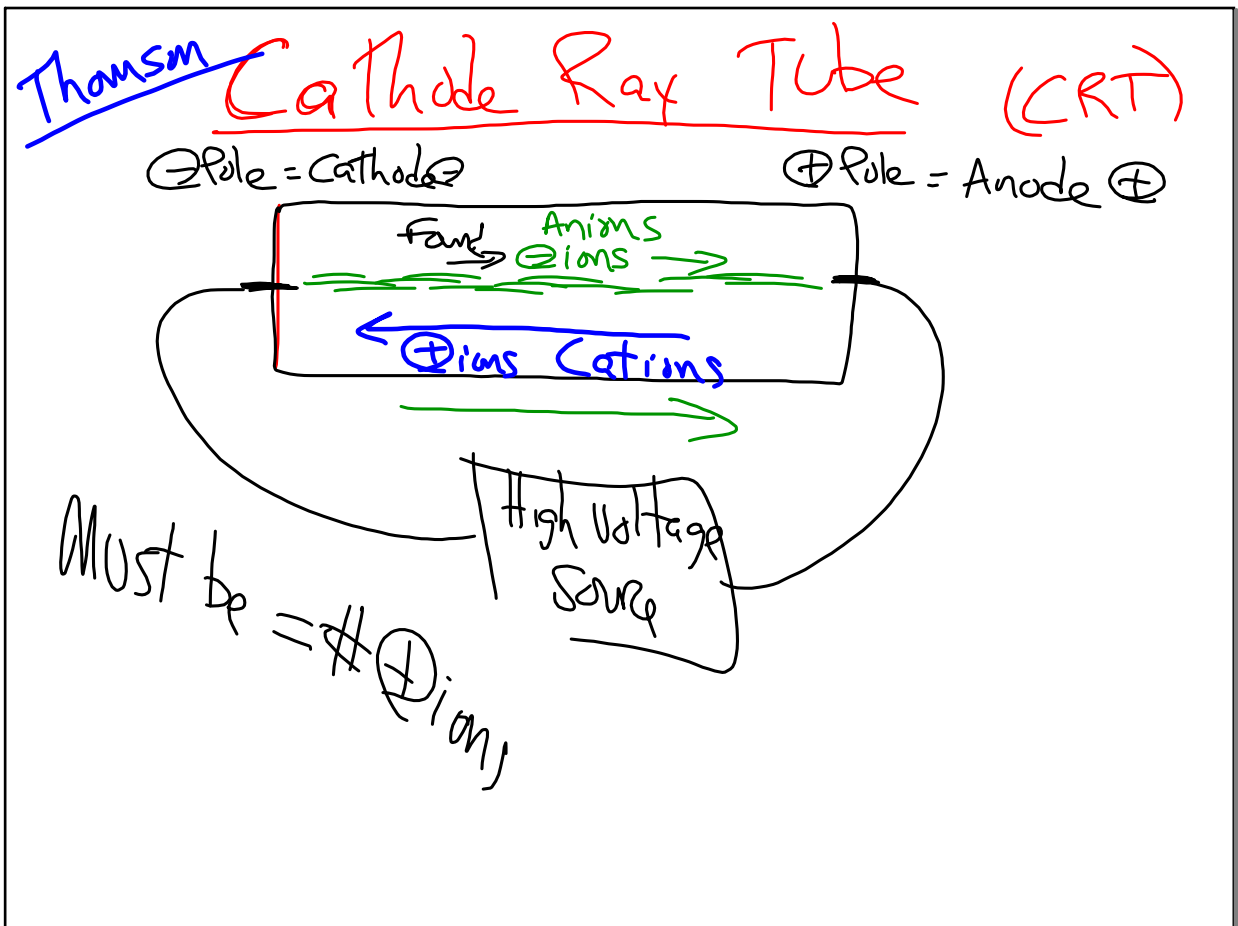 Thomson Cathode Ray Tube (CRT)
⊖Pole = Cathode⊖
⊕Pole = Anode ⊕
Found
Anions
⊖ions
⊕ions Cations
High Voltage
Source
Must be = # ⊕ions